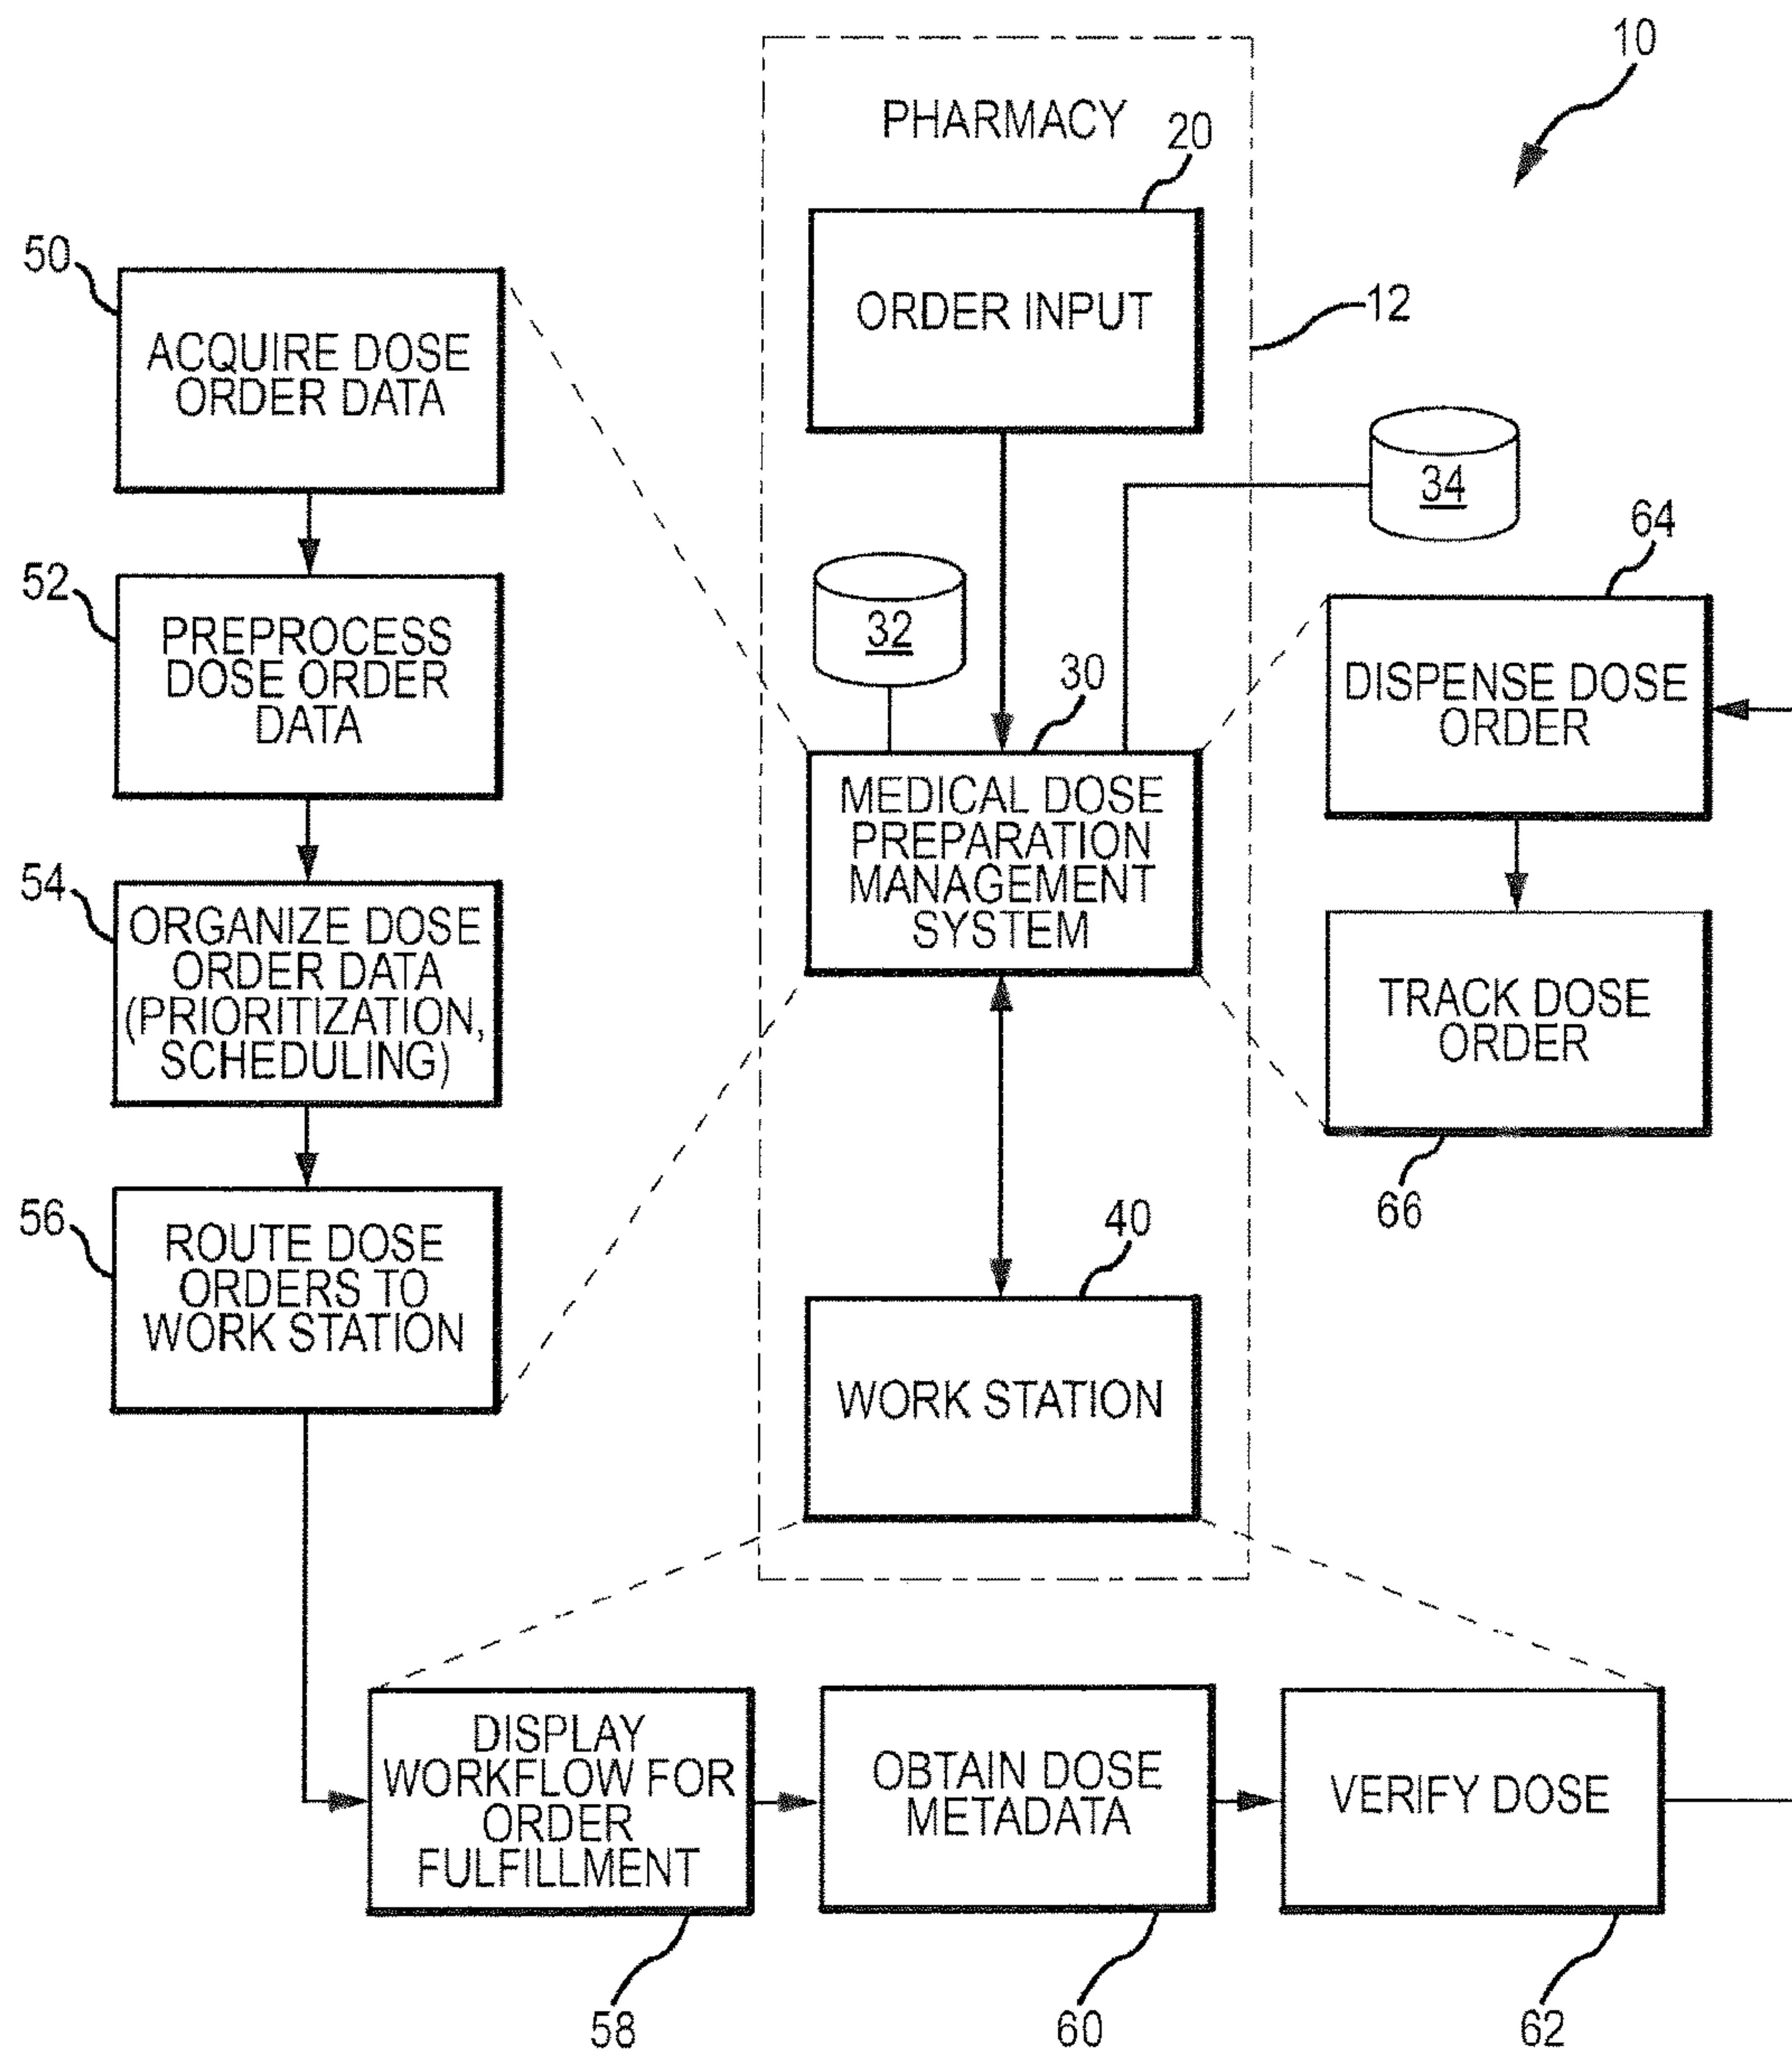 10
PHARMACY
20
ORDER INPUT
12
50
ACQUIRE DOSE
ORDER DATA
34
52
PREPROCESS
DOSE ORDER
DATA
32
30
MEDICAL DOSE
PREPARATION
MANAGEMENT
SYSTEM
64
DISPENSE DOSE
ORDER
54
ORGANIZE DOSE
ORDER DATA
(PRIORITIZATION,
SCHEDULING)
TRACK DOSE
ORDER
66
56
ROUTE DOSE
ORDERS TO
WORK STATION
40
WORK STATION
DISPLAY
WORKFLOW FOR
ORDER
FULFILLMENT
58
OBTAIN DOSE
METADATA
60
VERIFY DOSE
62